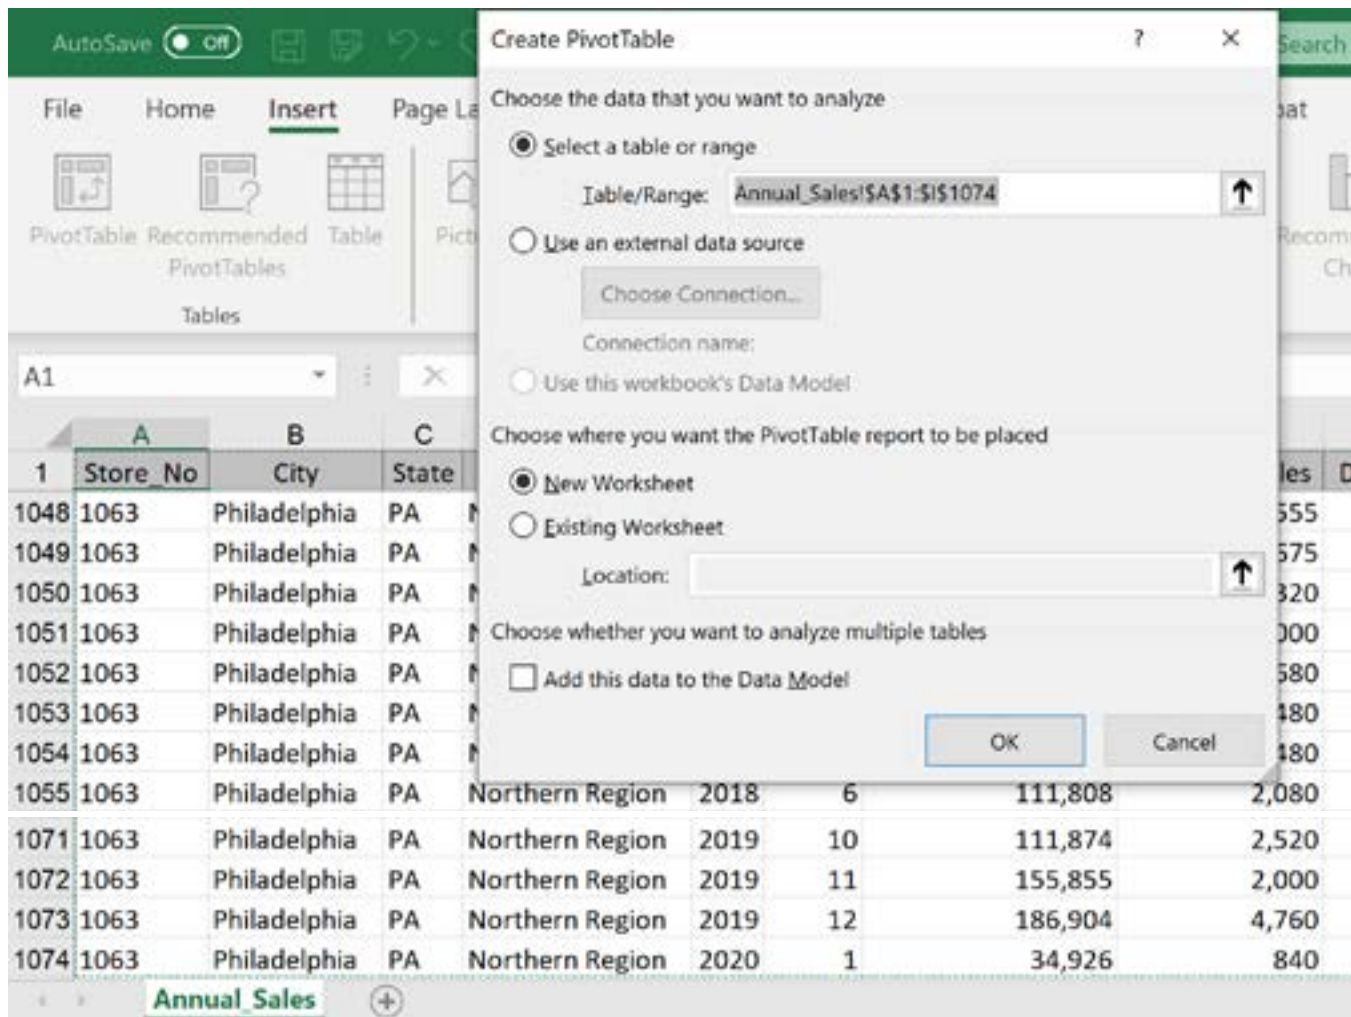 AutoSave Off
Create PivotTable ? ×
Search
File Home Insert Page La
PivotTable Recommended PivotTables Table
Tables
Choose the data that you want to analyze
Select a table or range
Table/Range: Annual_Sales!$A$1:$I$1074
Use an external data source
Choose Connection...
Connection name:
Use this workbook's Data Model
Choose where you want the PivotTable report to be placed
New Worksheet
Existing Worksheet
Location:
Choose whether you want to analyze multiple tables
Add this data to the Data Model
OK Cancel
A1
A B C
1 Store_No City State les D
1048 1063 Philadelphia PA N 555
1049 1063 Philadelphia PA N 575
1050 1063 Philadelphia PA N 320
1051 1063 Philadelphia PA N 000
1052 1063 Philadelphia PA N 580
1053 1063 Philadelphia PA N 480
1054 1063 Philadelphia PA N 480
1055 1063 Philadelphia PA Northern Region 2018 6 111,808 2,080
1071 1063 Philadelphia PA Northern Region 2019 10 111,874 2,520
1072 1063 Philadelphia PA Northern Region 2019 11 155,855 2,000
1073 1063 Philadelphia PA Northern Region 2019 12 186,904 4,760
1074 1063 Philadelphia PA Northern Region 2020 1 34,926 840
Annual_Sales